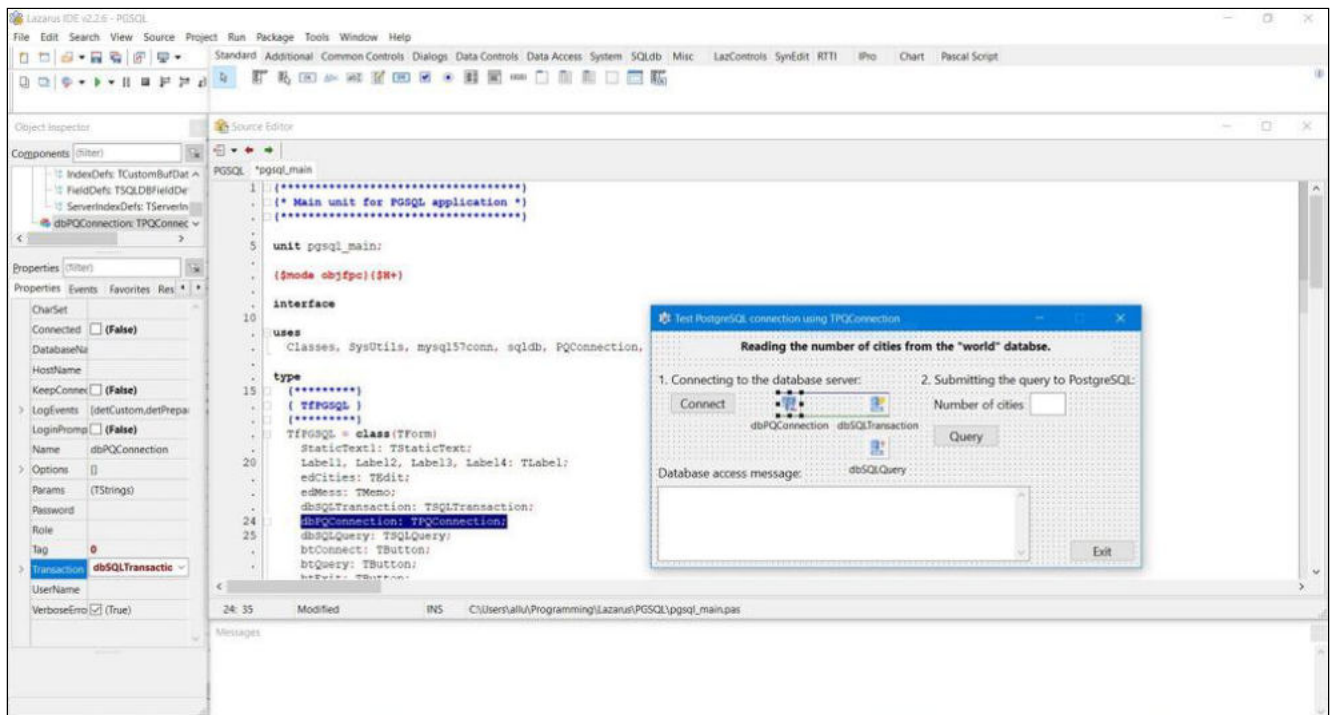 Lazarus IDE v2.2.6 - PGSQL
File Edit Search View Source Project Run Package Tools Window Help
Standard Additional Common Controls Dialogs Data Controls Data Access System SQLdb Misc LazControls SynEdit RTTI IPro Chart Pascal Script
Object Inspector
Components (filter)
IndexDefs: TCustomBufDat
FieldDefs: TSQLDBFieldDe
ServerIndexDefs: TServerIn
dbPQConnection: TPQConnec
Properties (filter)
Properties Events Favorites Res
CharSet
Connected (False)
DatabaseNa
HostName
KeepConnec (False)
LogEvents [detCustom,detPrepa
LoginPromp (False)
Name dbPQConnection
Options []
Params (TStrings)
Password
Role
Tag 0
Transaction dbSQLTransactic
UserName
VerboseErro (True)
Source Editor
PGSQL *pgsql_main
1 {**********************************}
{* Main unit for PGSQL application *}
{**********************************}
5 unit pgsql_main;
{$mode objfpc}{$H+}
interface
10
uses
Classes, SysUtils, mysql57conn, sqldb, PQConnection,
type
15 {*********}
{ TfPGSQL }
{*********}
TfPGSQL = class(TForm)
StaticText1: TStaticText;
20 Label1, Label2, Label3, Label4: TLabel;
edCities: TEdit;
edMess: TMemo;
dbSQLTransaction: TSQLTransaction;
24 dbPQConnection: TPQConnection;
25 dbSQLQuery: TSQLQuery;
btConnect: TButton;
btQuery: TButton;
btExit: TButton;
24: 35 Modified INS C:\Users\allu\Programming\Lazarus\PGSQL\pgsql_main.pas
Messages
Test PostgreSQL connection using TPQConnection
Reading the number of cities from the "world" databse.
1. Connecting to the database server: 2. Submitting the query to PostgreSQL:
Connect Number of cities
dbPQConnection dbSQLTransaction
Query
dbSQLQuery
Database access message:
Exit